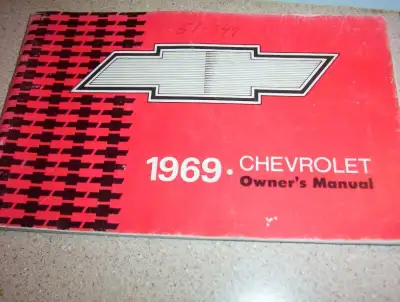 1969 · CHEVROLET
Owner's Manual